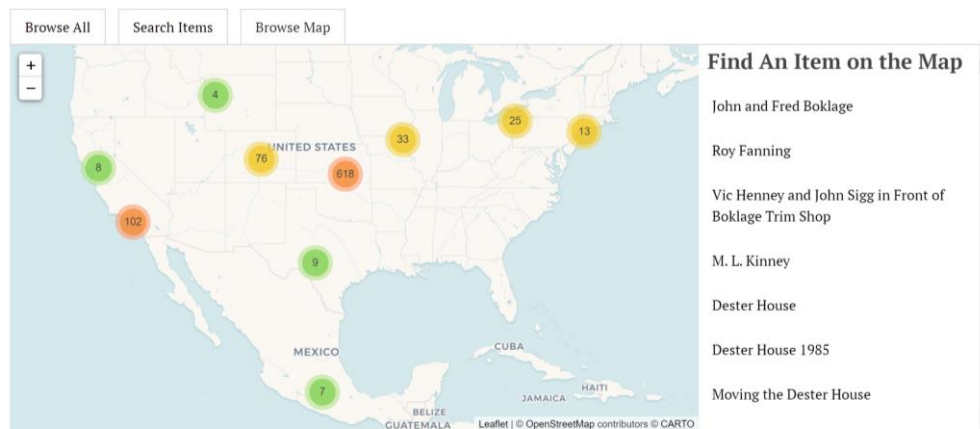 Browse All
Search Items
Browse Map
+
−
4
25
13
33
UNITED STATES
76
8
618
102
9
MEXICO
CUBA
7
HAITI
JAMAICA
BELIZE
GUATEMALA
Leaflet | © OpenStreetMap contributors © CARTO
Find An Item on the Map
John and Fred Boklage
Roy Fanning
Vic Henney and John Sigg in Front of
Boklage Trim Shop
M. L. Kinney
Dester House
Dester House 1985
Moving the Dester House